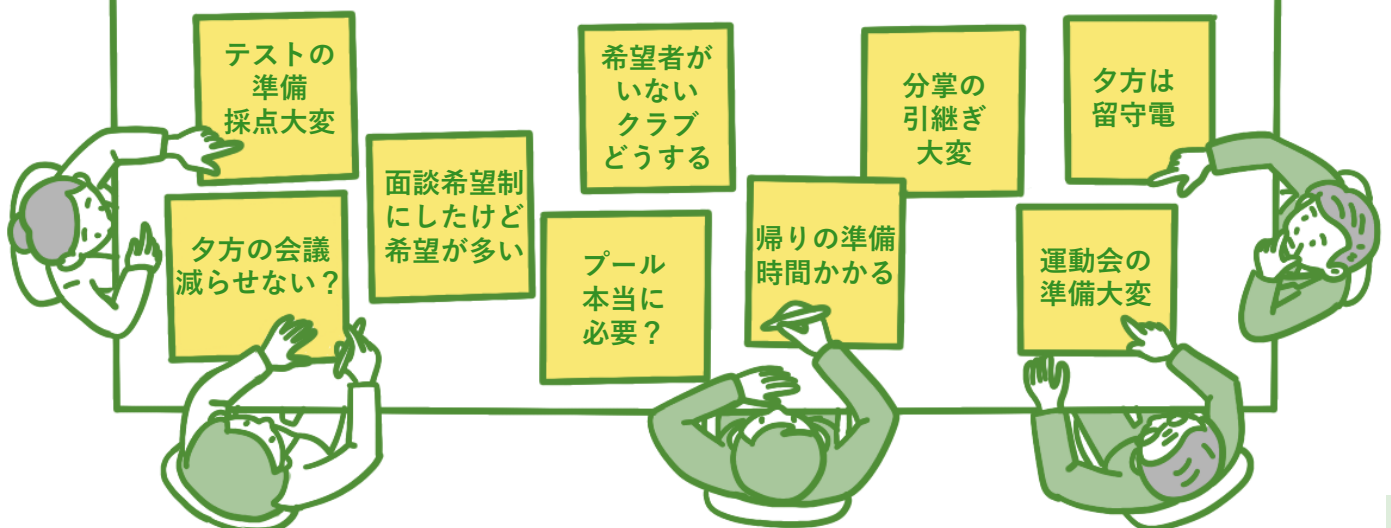 テストの
準備
採点大変
夕方の会議
減らせない？
面談希望制
にしたけど
希望が多い
希望者が
いない
クラブ
どうする
プール
本当に
必要？
帰りの準備
時間かかる
分掌の
引継ぎ
大変
夕方は
留守電
運動会の
準備大変